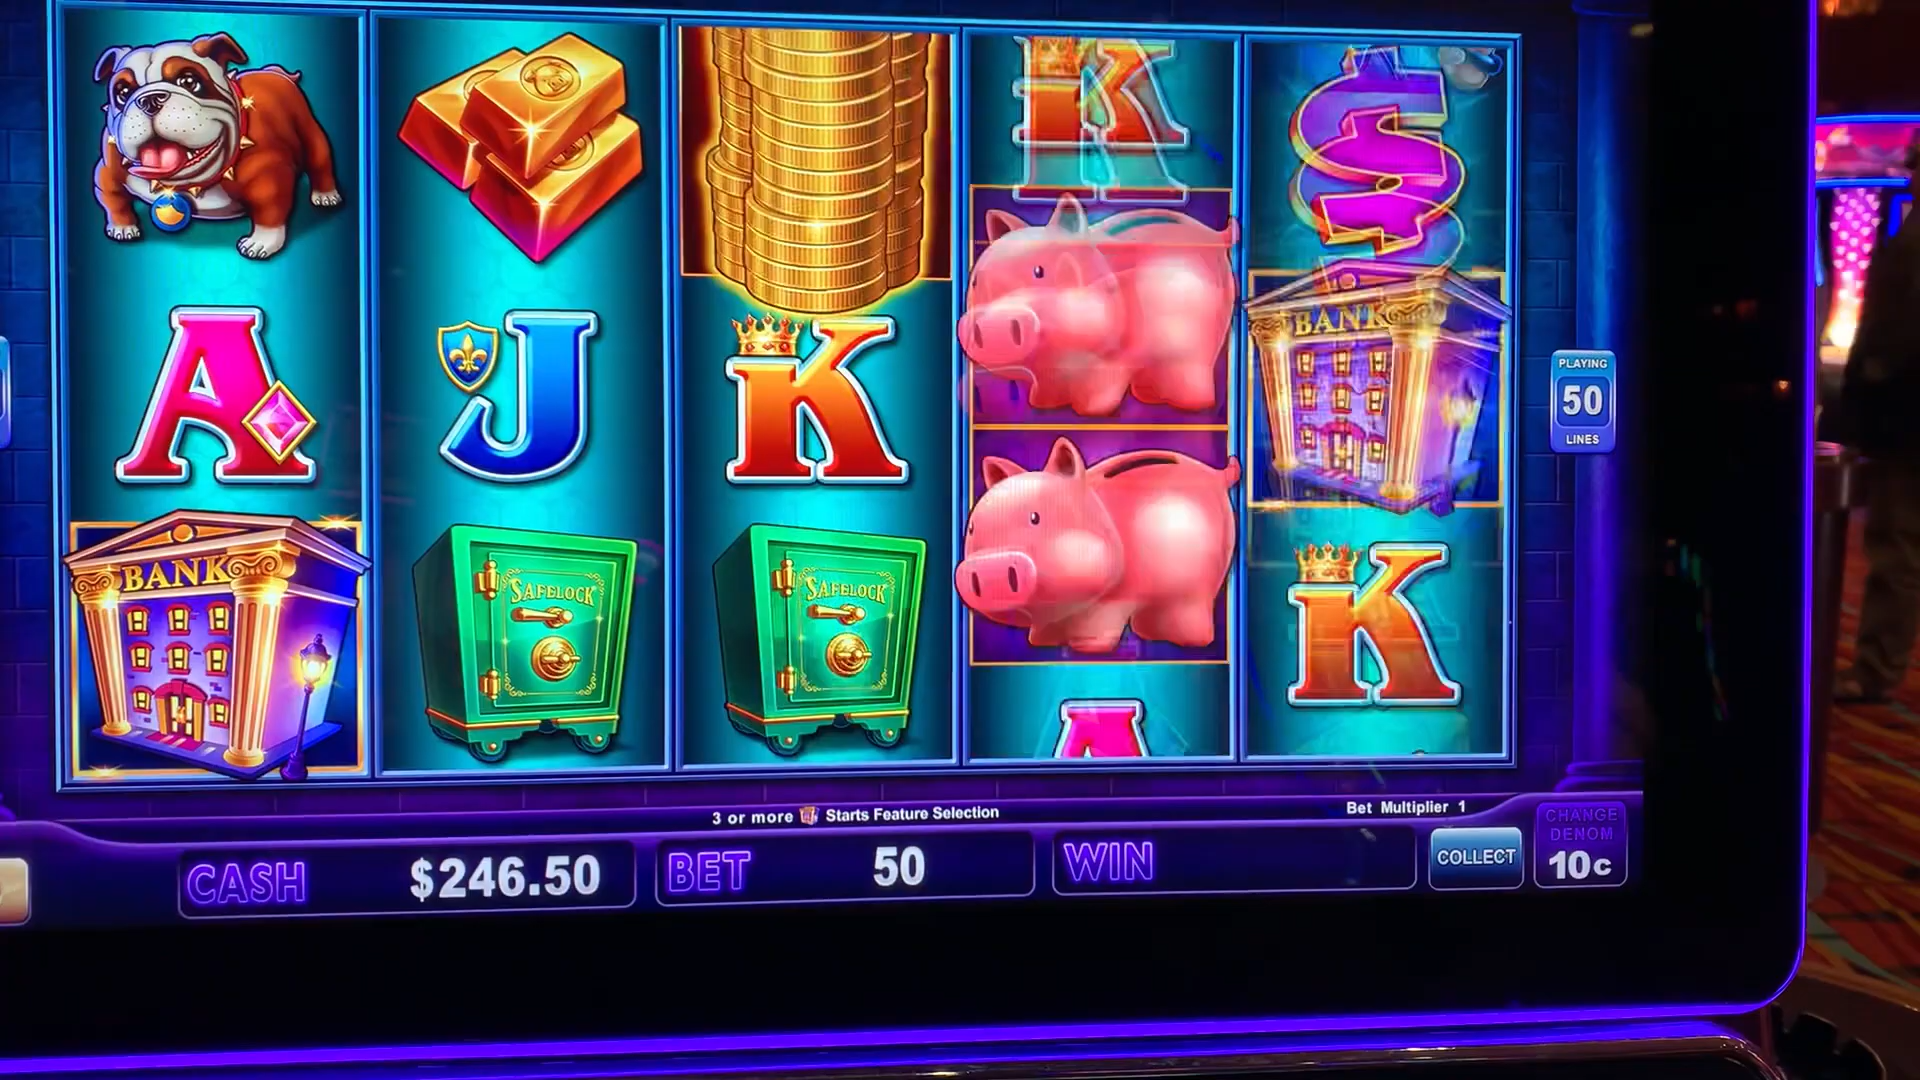 K
BANK
A
J
K
BANK
SAFELOCK
SAFELOCK
K
A
PLAYING
50
LINES
3 or more Starts Feature Selection
Bet Multiplier 1
CASH $246.50
BET 50
WIN
COLLECT
CHANGE
DENOM
10c